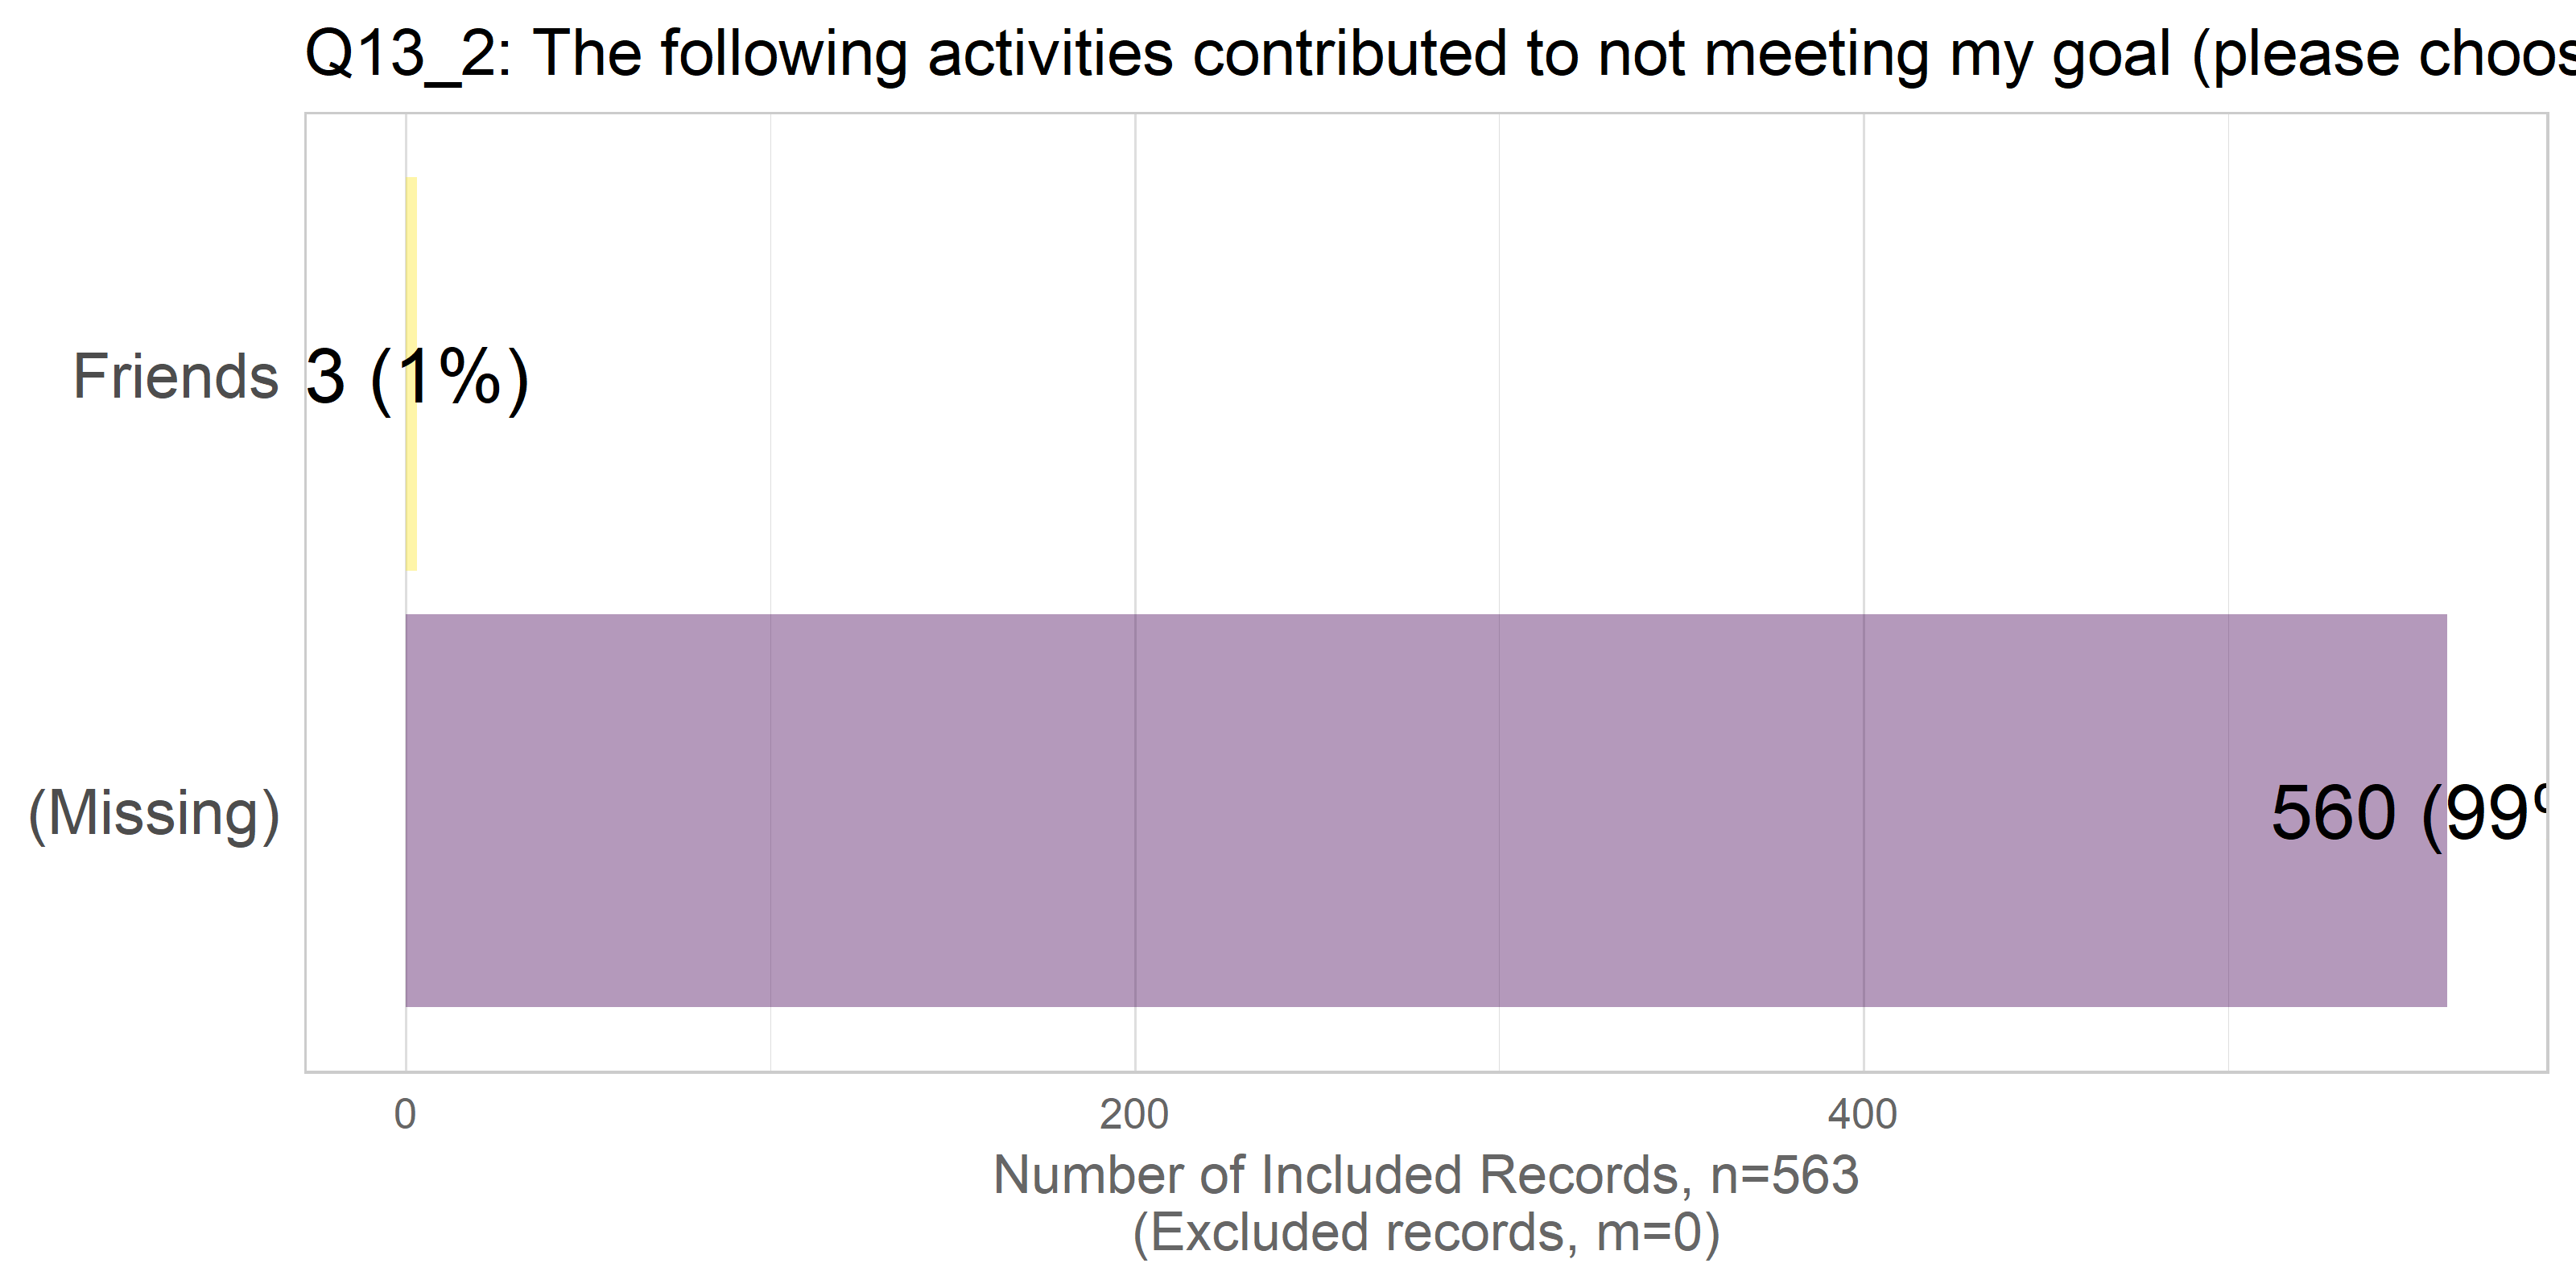 Q13_2: The following activities contributed to not meeting my goal (please choos
Friends
3 (1%)
(Missing)
560 (99
0
200
400
Number of Included Records, n=563
(Excluded records, m=0)